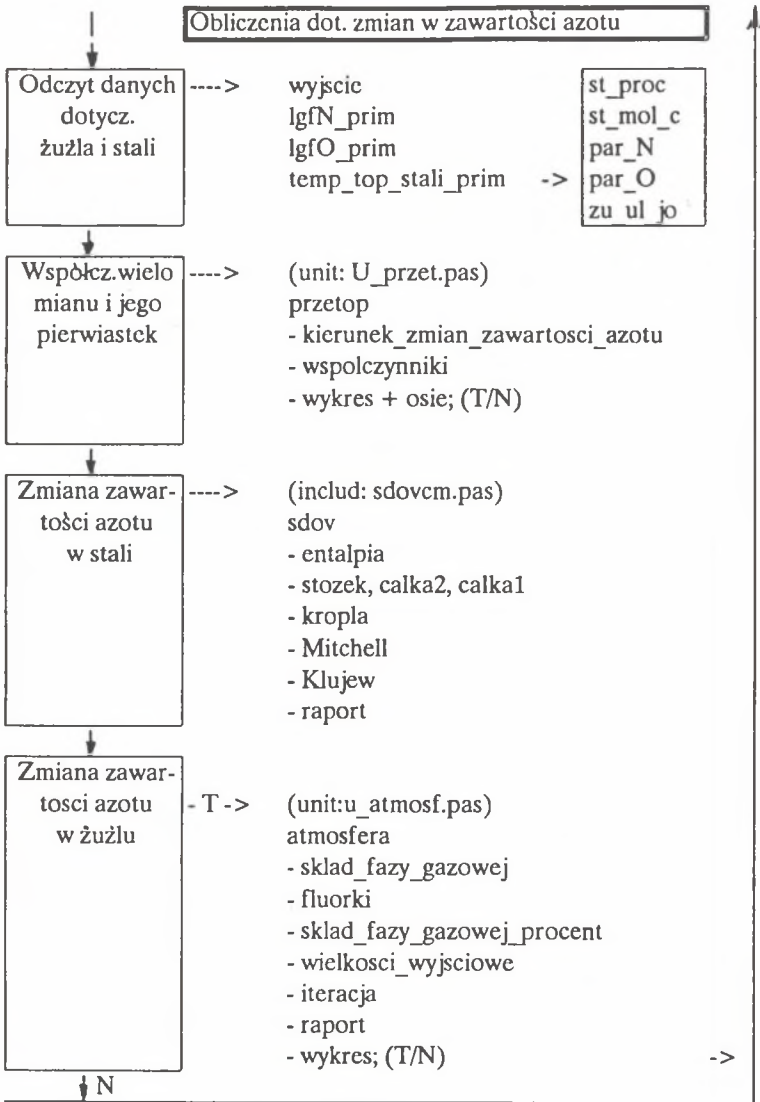 Obliczenia dot. zmian w zawartości azotu
Odczyt danych ----> wyjscie st_proc
dotycz. lgfN_prim st_mol_c
żużla i stali lgfO_prim par_N
temp_top_stali_prim -> par_O
zu_ul_jo
Współcz.wielo ----> (unit: U_przet.pas)
mianu i jego przetop
pierwiastek - kierunek_zmian_zawartosci_azotu
- wspolczynniki
- wykres + osie; (T/N)
Zmiana zawar- ----> (includ: sdovcm.pas)
tości azotu sdov
w stali - entalpia
- stozek, calka2, calka1
- kropla
- Mitchell
- Klujew
- raport
Zmiana zawar-
tosci azotu - T -> (unit:u_atmosf.pas)
w żużlu atmosfera
- sklad_fazy_gazowej
- fluorki
- sklad_fazy_gazowej_procent
- wielkosci_wyjsciowe
- iteracja
- raport
- wykres; (T/N) ->
N